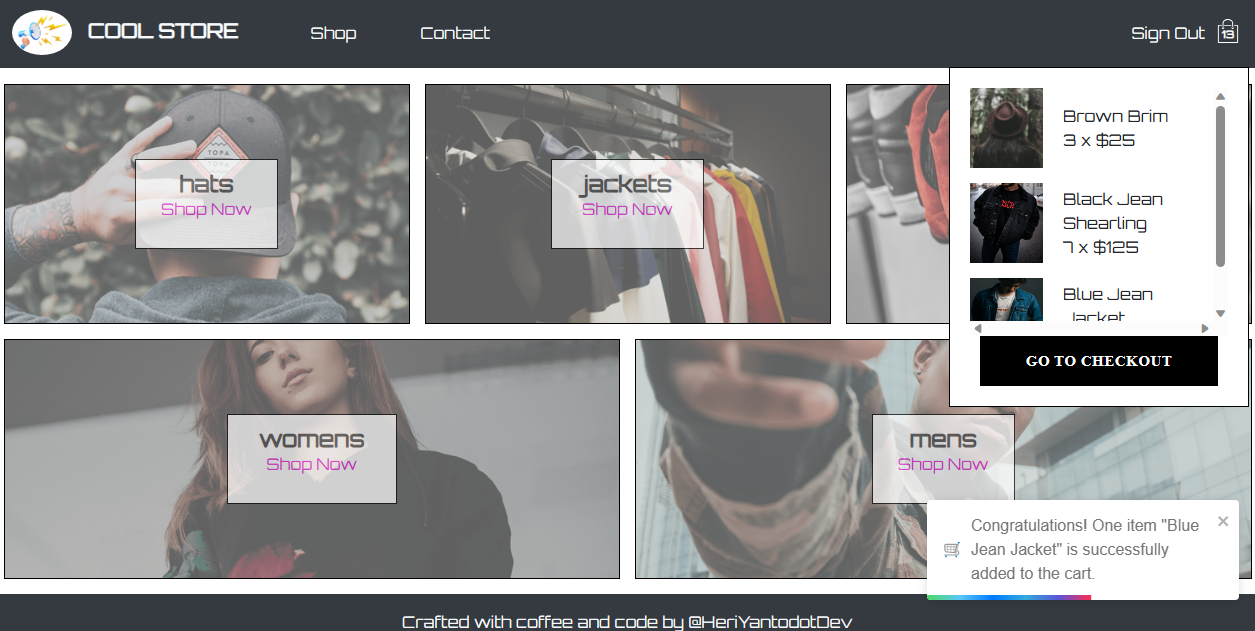 COOL STORE
Shop
Contact
Sign Out
13
hats
Shop Now
TOPA
jackets
Shop Now
Brown Brim
3 x $25
Black Jean
Shearling
7 x $125
Blue Jean
Jacket
GO TO CHECKOUT
womens
Shop Now
mens
Shop Now
Congratulations! One item "Blue
Jean Jacket" is successfully
added to the cart.
Crafted with coffee and code by @HeriYantodotDev